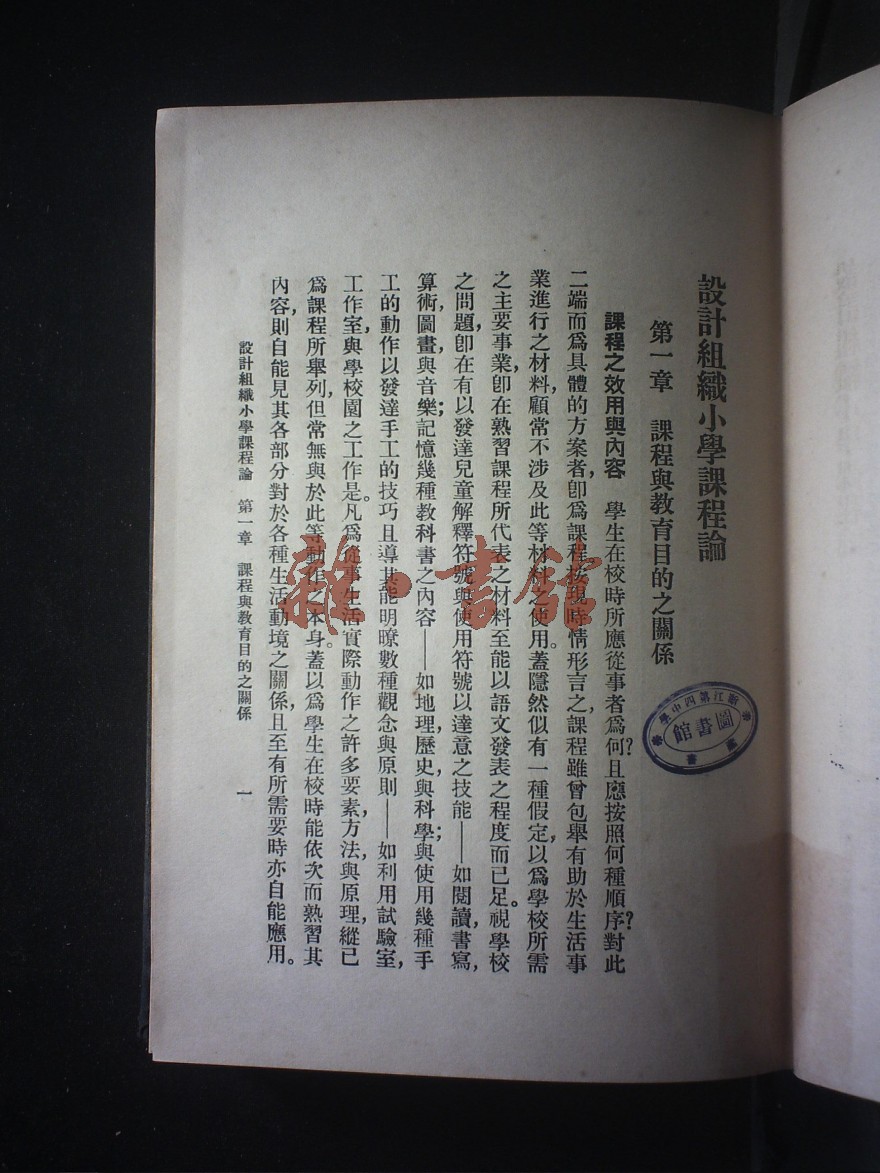 設計組織小學課程論
第一章　課程與教育目的之關係
課程之效用與內容　學生在校時所應從事者爲何?且應按照何種順序?對此
二端而爲具體的方案者,卽爲課程按現時情形言之,課程雖曾包舉有助於生活事
業進行之材料,顧常不涉及此等材料之使用。蓋隱然似有一種假定,以爲學校所需
之主要事業,卽在熟習課程所代表之材料至能以語文發表之程度而已足。視學校
之問題,卽在有以發達兒童解釋符號與使用符號以達意之技能——如閱讀,書寫,
算術,圖畫與音樂;記憶幾種教科書之內容——如地理,歷史與科學;與使用幾種手
工的動作以發達手工的技巧且導其能明暸數種觀念與原則——如利用試驗室,
工作室與學校園之工作是。凡爲從事生活實際動作之許多要素,方法與原理,縱已
爲課程所舉列,但常無與於此等動作之本身。蓋以爲學生在校時能依次而熟習其
內容,則自能見其各部分對於各種生活動境之關係,且至有所需要時亦自能應用。
設計組織小學課程論　第一章　課程與教育目的之關係　一
浙江第四中學
圖書館
雜·書館